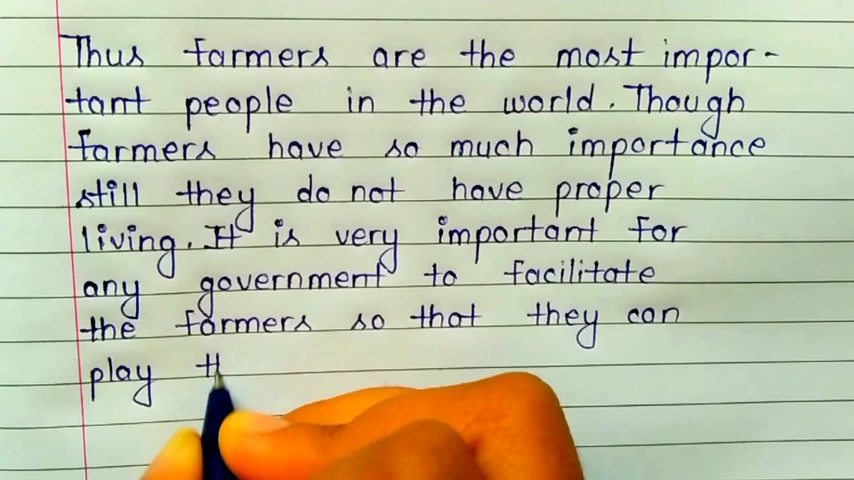 Thus farmers are the most impor-
tant people in the world. Though
farmers have so much importance
still they do not have proper
living. It is very important for
any government to facilitate
the farmers so that they can
play